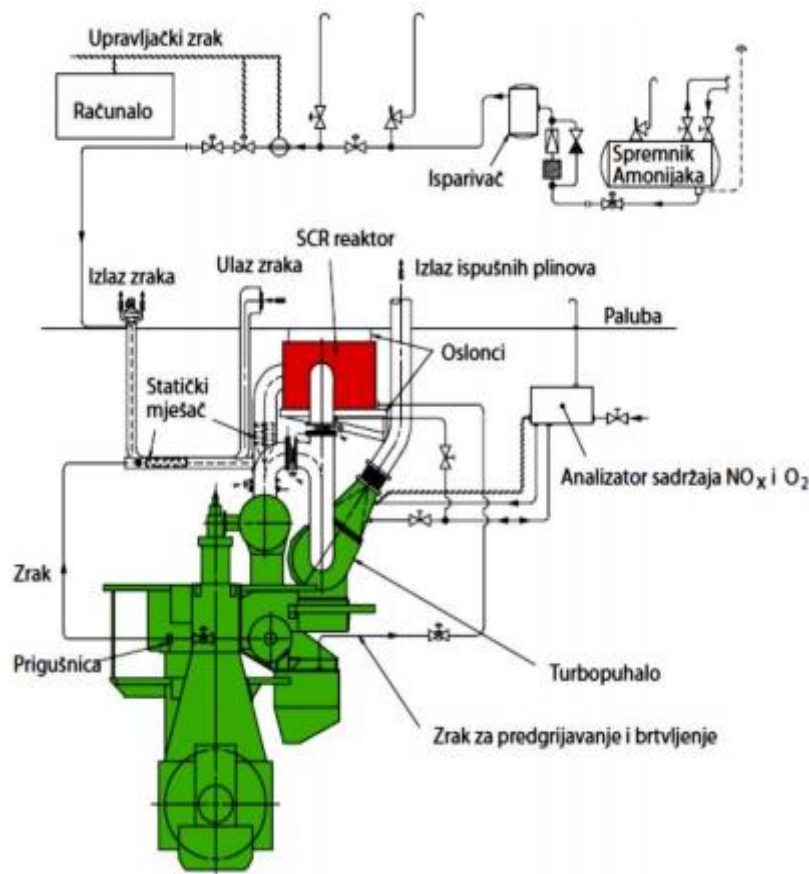 Upravljački zrak
Računalo
Isparivač
Spremnik
Amonijaka
SCR reaktor
Izlaz zraka
Ulaz zraka
Izlaz ispušnih plinova
Paluba
Oslonci
Statički
mješač
Analizator sadržaja NOx i O2
Zrak
Prigušnica
Turbopuhalo
Zrak za predgrijavanje i brtvljenje